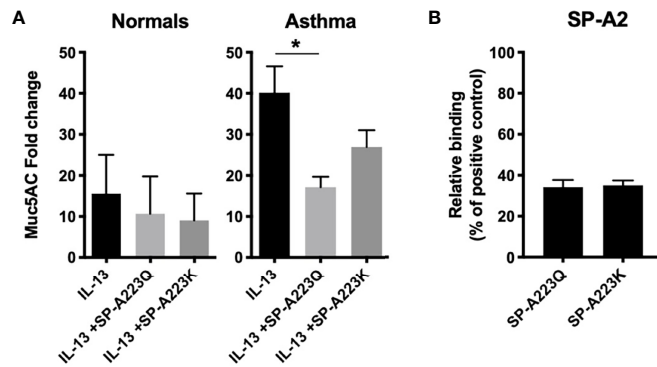 A
Normals
Asthma
Muc5AC Fold change
50
40
30
20
10
0
IL-13
IL-13 +SP-A223Q
IL-13 +SP-A223K
50
40
30
20
10
0
*
IL-13
IL-13 +SP-A223Q
IL-13 +SP-A223K
B
SP-A2
Relative binding
(% of positive control)
100
80
60
40
20
0
SP-A223Q
SP-A223K